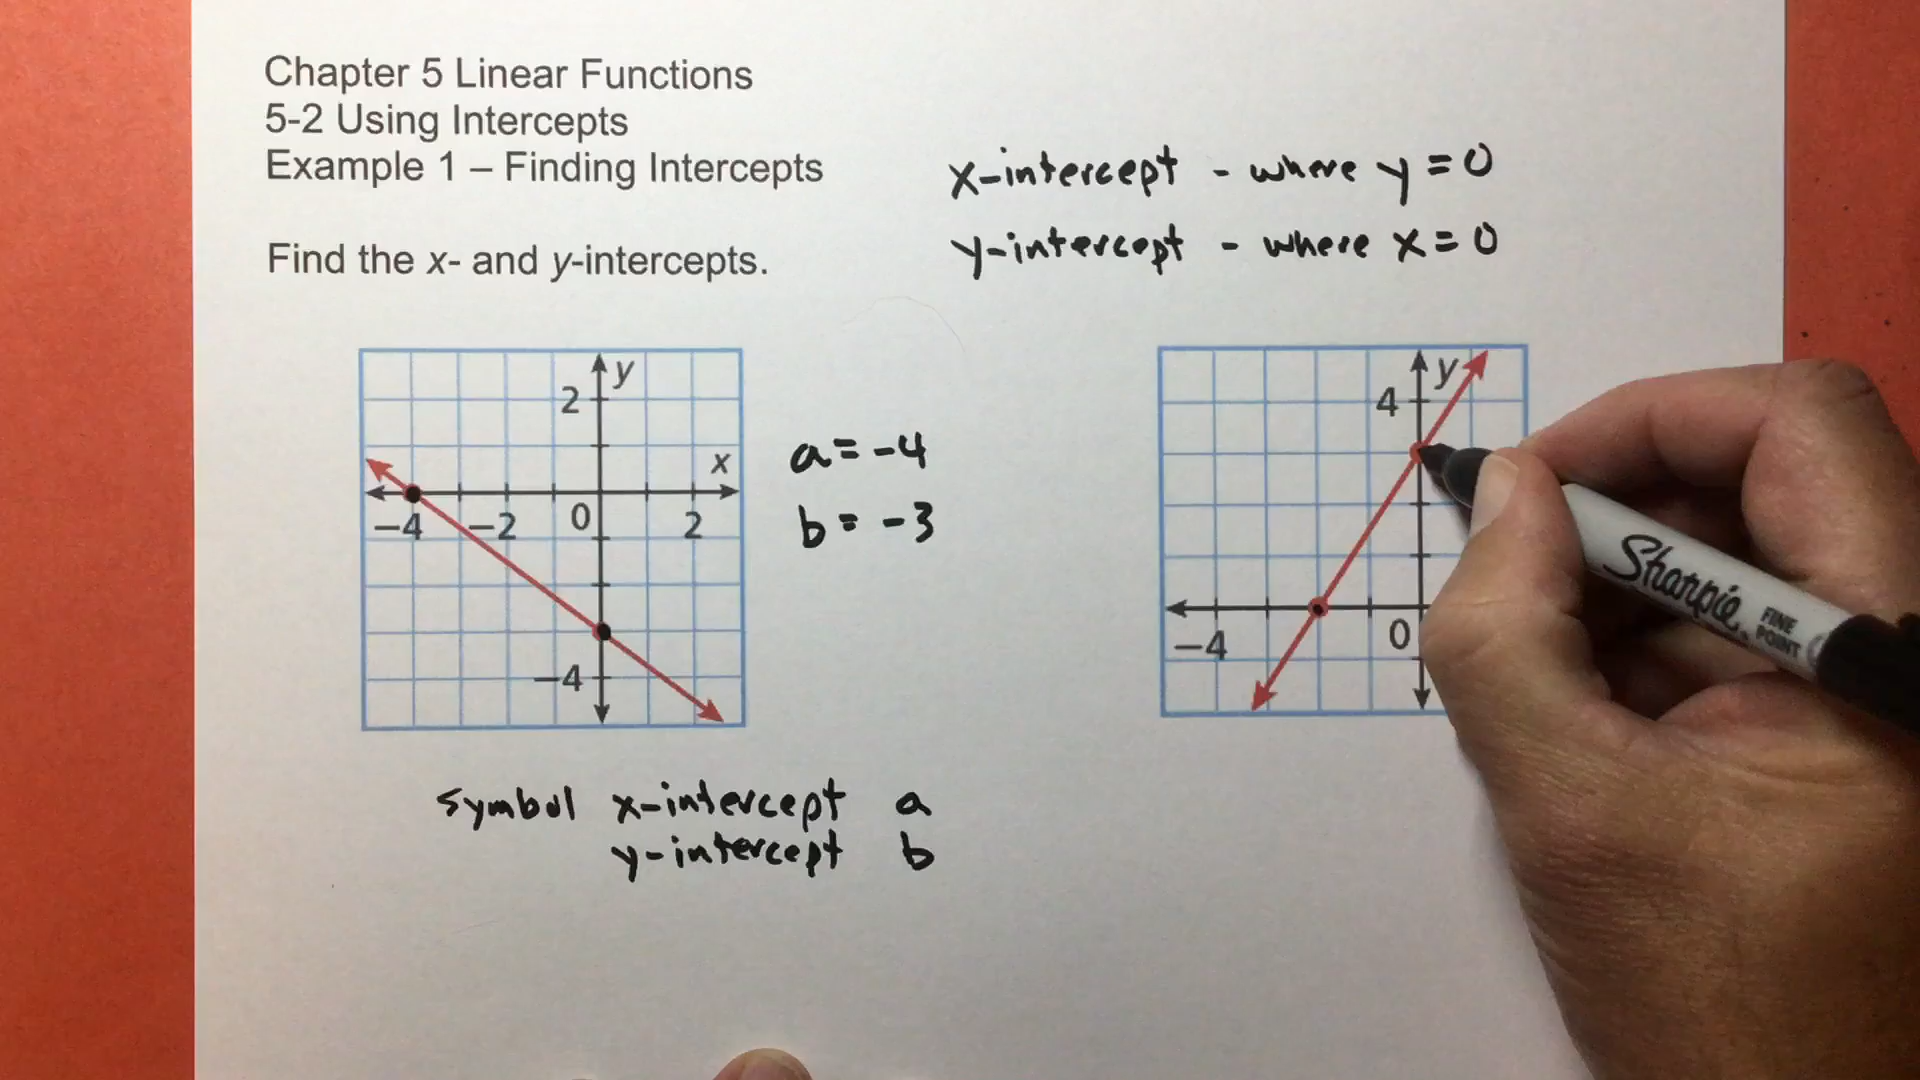 Chapter 5 Linear Functions
5-2 Using Intercepts
Example 1 – Finding Intercepts
x-intercept - where y = 0
y-intercept - where x = 0
Find the x- and y-intercepts.
y
2
x
-4 -2 0 2
-4
a = -4
b = -3
y
4
-4 0
Sharpie
FINE
POINT
symbol x-intercept a
y-intercept b